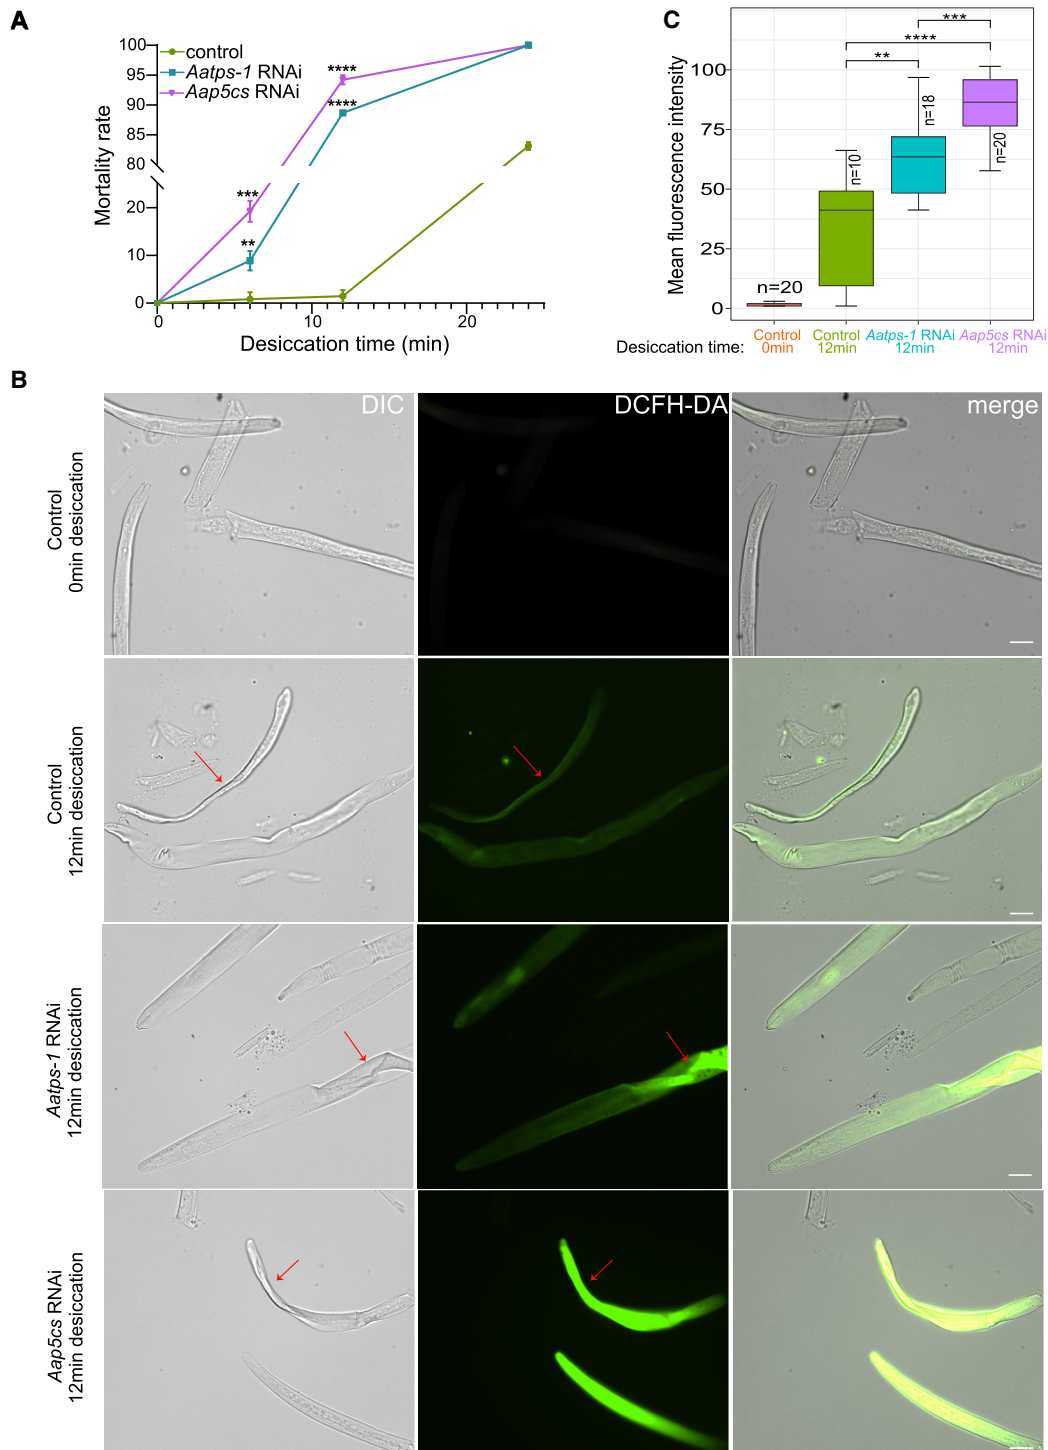 A
100
95
90
85
80
20
10
0
0
10
20
Mortality rate
Desiccation time (min)
control
Aatps-1 RNAi
Aap5cs RNAi
***
**
****
****
C
***
****
**
Mean fluorescence intensity
100
75
50
25
0
n=20
n=10
n=18
n=20
Desiccation time:
Control
0min
Control
12min
Aatps-1 RNAi
12min
Aap5cs RNAi
12min
B
DIC
DCFH-DA
merge
Control
0min desiccation
Control
12min desiccation
Aatps-1 RNAi
12min desiccation
Aap5cs RNAi
12min desiccation